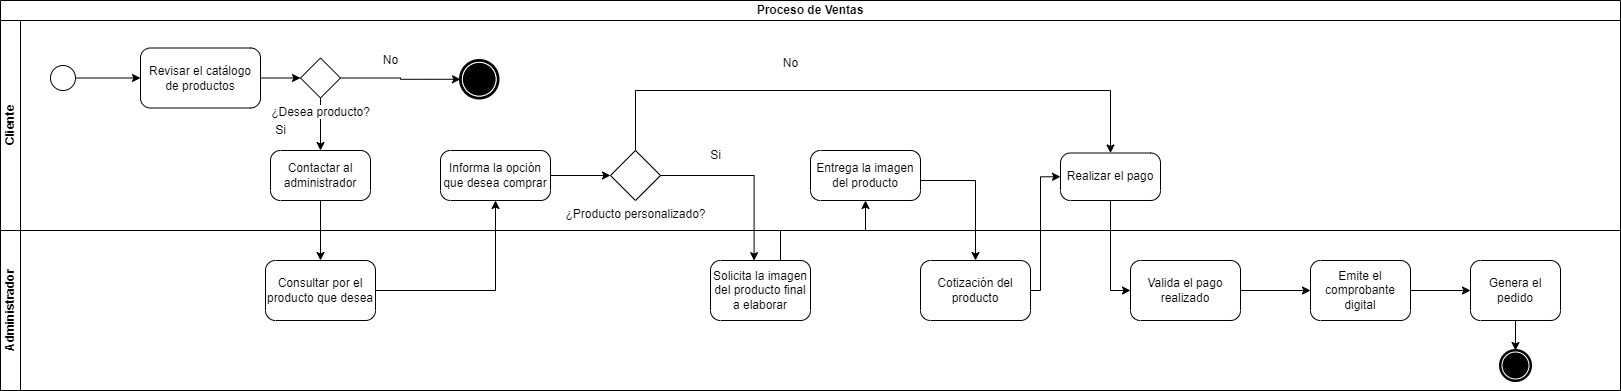 Proceso de Ventas
Cliente
Revisar el catálogo
de productos
No
¿Desea producto?
Si
No
Contactar al
administrador
Informa la opción
que desea comprar
Si
¿Producto personalizado?
Entrega la imagen
del producto
Realizar el pago
Administrador
Consultar por el
producto que desea
Solicita la imagen
del producto final
a elaborar
Cotización del
producto
Valida el pago
realizado
Emite el
comprobante
digital
Genera el
pedido